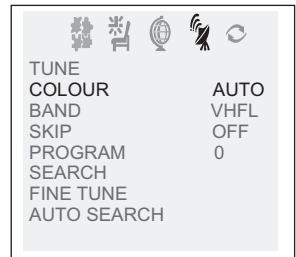 TUNE
COLOUR AUTO
BAND VHFL
SKIP OFF
PROGRAM 0
SEARCH
FINE TUNE
AUTO SEARCH